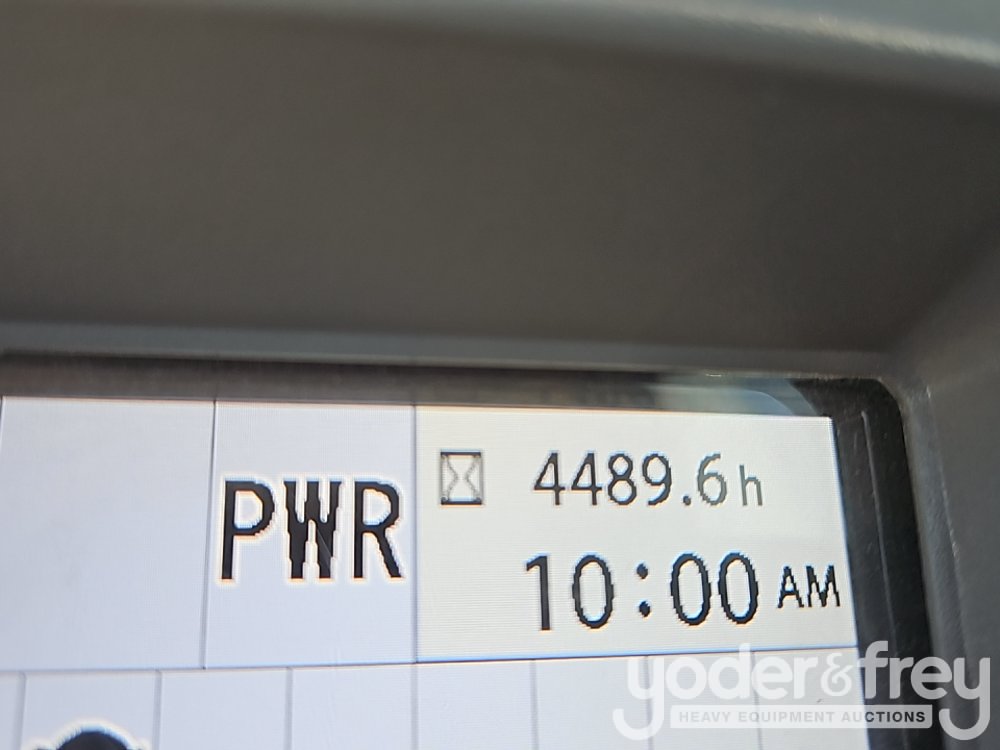 PWR
4489.6 h
10:00 AM
yoder&frey
HEAVY EQUIPMENT AUCTIONS